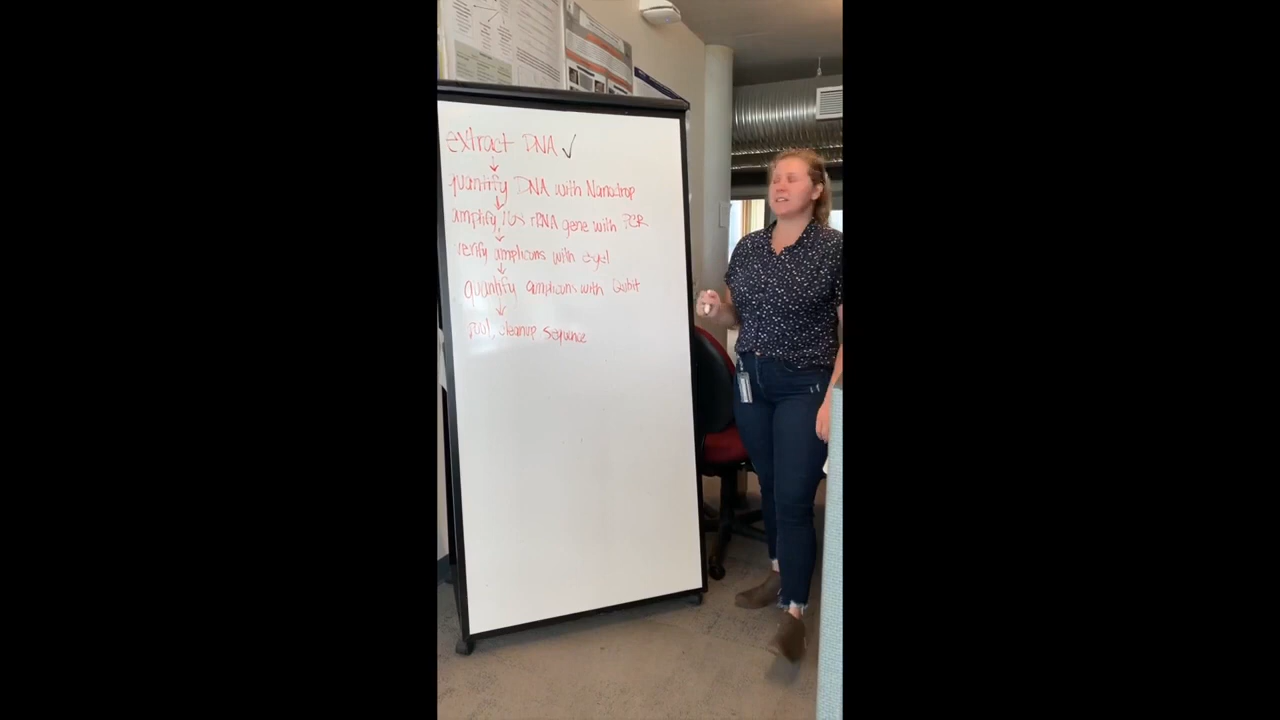 extract DNA ✓
quantify DNA with Nanodrop
amplify 16s rRNA gene with PCR
verify amplicons with egel
quantify amplicons with Qubit
pool, cleanup sequence